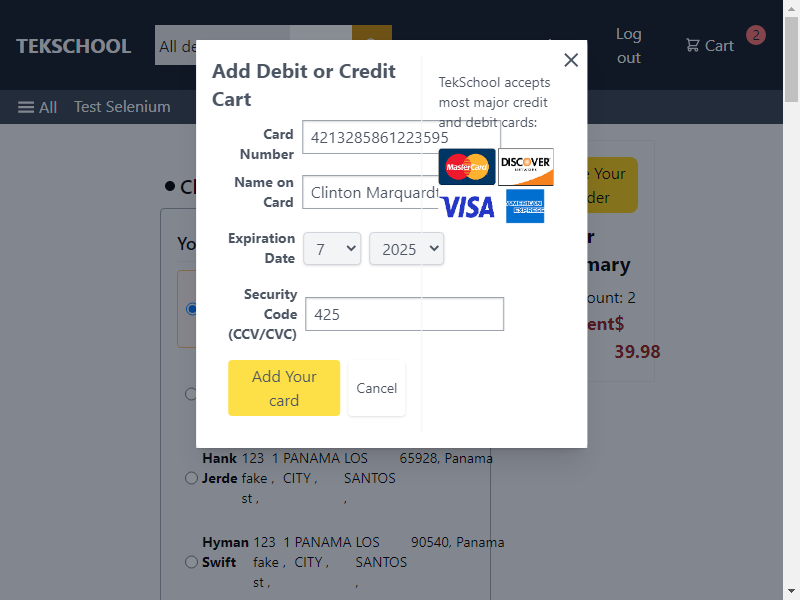 TEKSCHOOL
All de
Log out
Cart
2
All
Test Selenium
Add Debit or Credit Cart
Card Number
4213285861223595
Name on Card
Clinton Marquardt
Expiration Date
7
2025
Security Code (CCV/CVC)
425
Add Your card
Cancel
TekSchool accepts
most major credit
and debit cards:
MasterCard
DISCOVER
NETWORK
VISA
AMERICAN EXPRESS
Your
mary
ount: 2
ent$
39.98
Yo
Hank Jerde
123 fake st ,
1 PANAMA CITY ,
LOS SANTOS ,
65928, Panama
Hyman Swift
123 fake st ,
1 PANAMA CITY ,
LOS SANTOS ,
90540, Panama